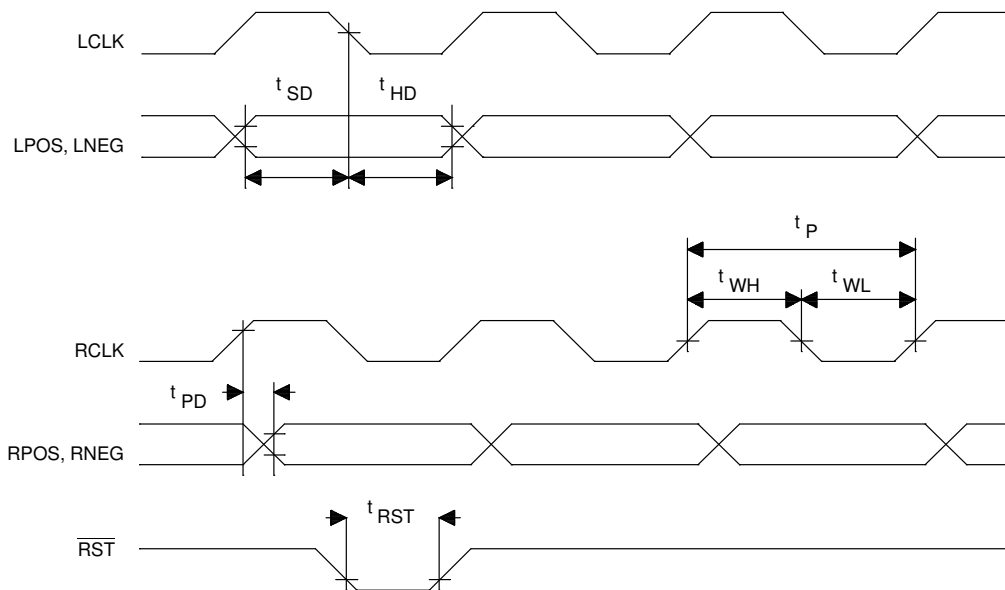 LCLK
t SD t HD
LPOS, LNEG
t P
t WH t WL
RCLK
t PD
RPOS, RNEG
t RST
RST